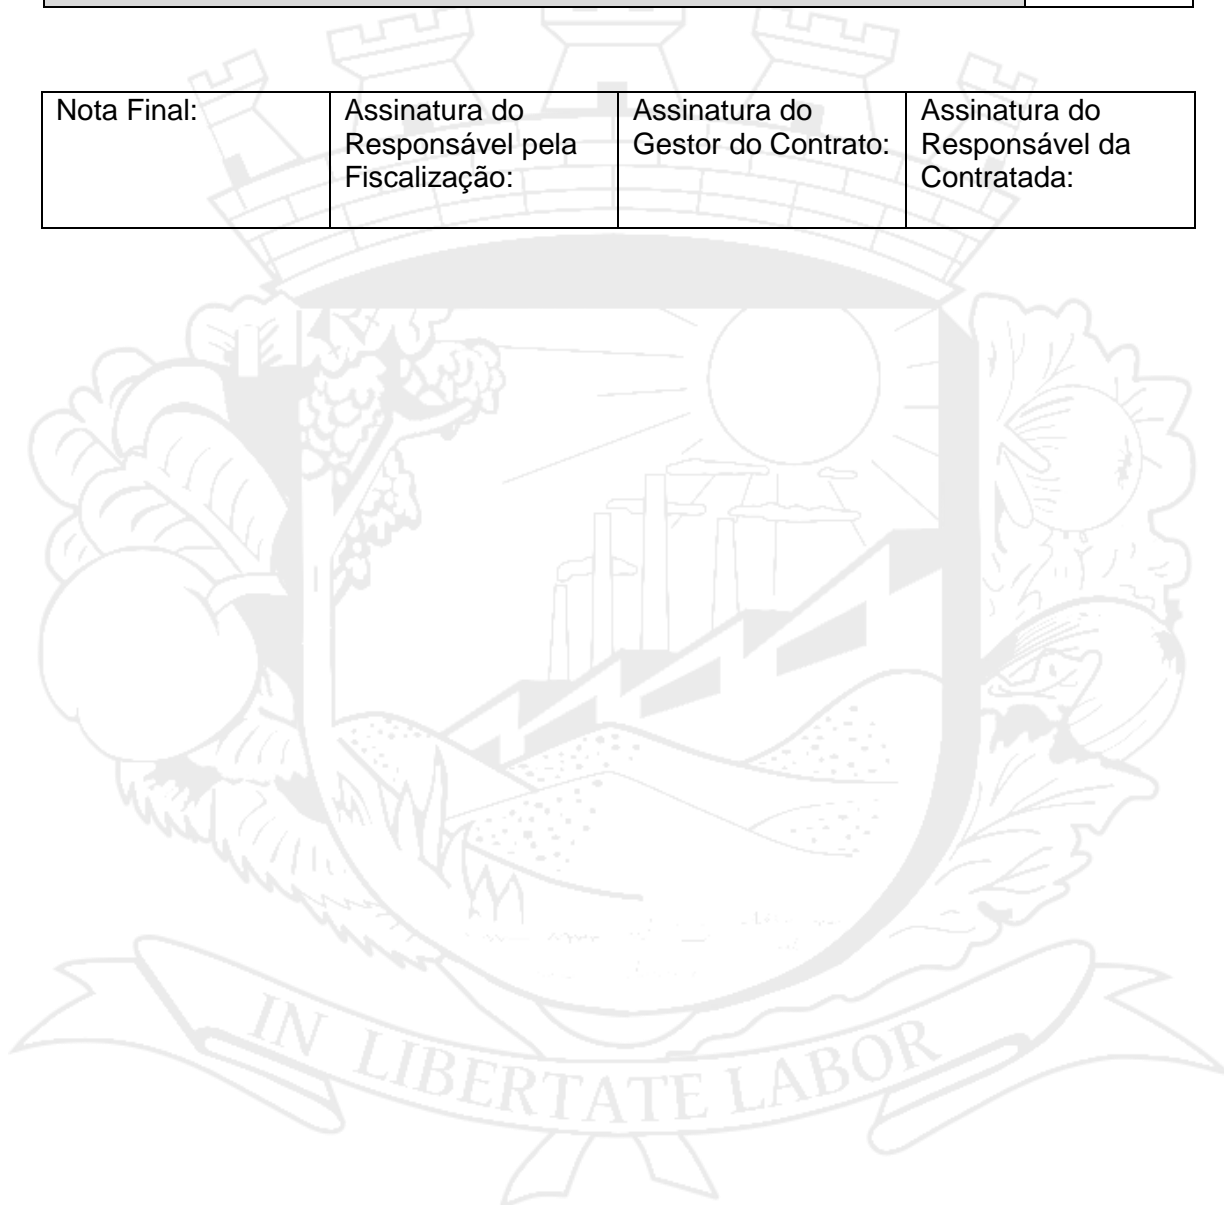 Nota Final:
Assinatura do
Responsável pela
Fiscalização:
Assinatura do
Gestor do Contrato:
Assinatura do
Responsável da
Contratada:
IN LIBERTATE LABOR